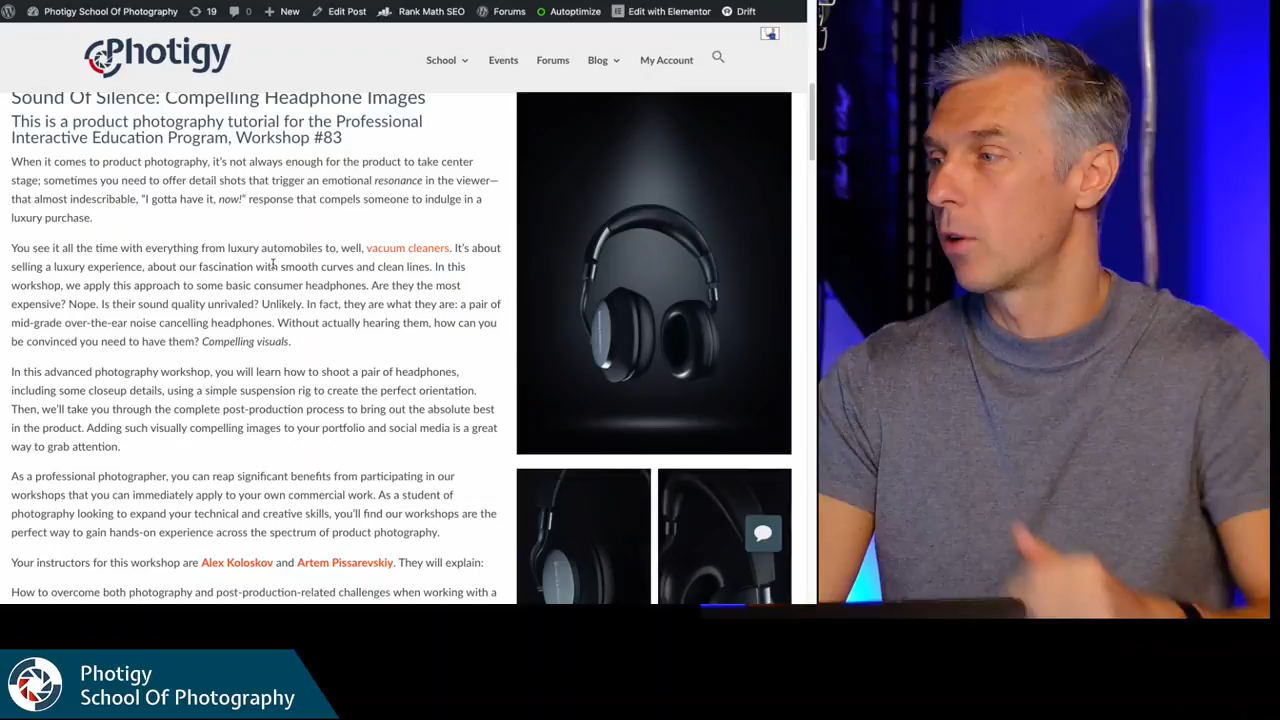 Photigy School Of Photography 19 0 New Edit Post Rank Math SEO Forums Autoptimize Edit with Elementor Drift
Photigy School Events Forums Blog My Account
Sound Of Silence: Compelling Headphone Images
This is a product photography tutorial for the Professional
Interactive Education Program, Workshop #83
When it comes to product photography, it's not always enough for the product to take center
stage; sometimes you need to offer detail shots that trigger an emotional resonance in the viewer—
that almost indescribable, “I gotta have it, now!” response that compels someone to indulge in a
luxury purchase.
You see it all the time with everything from luxury automobiles to, well, vacuum cleaners. It's about
selling a luxury experience, about our fascination with smooth curves and clean lines. In this
workshop, we apply this approach to some basic consumer headphones. Are they the most
expensive? Nope. Is their sound quality unrivaled? Unlikely. In fact, they are what they are: a pair of
mid-grade over-the-ear noise cancelling headphones. Without actually hearing them, how can you
be convinced you need to have them? Compelling visuals.
In this advanced photography workshop, you will learn how to shoot a pair of headphones,
including some closeup details, using a simple suspension rig to create the perfect orientation.
Then, we'll take you through the complete post-production process to bring out the absolute best
in the product. Adding such visually compelling images to your portfolio and social media is a great
way to grab attention.
As a professional photographer, you can reap significant benefits from participating in our
workshops that you can immediately apply to your own commercial work. As a student of
photography looking to expand your technical and creative skills, you'll find our workshops are the
perfect way to gain hands-on experience across the spectrum of product photography.
Your instructors for this workshop are Alex Koloskov and Artem Pissarevskiy. They will explain:
How to overcome both photography and post-production-related challenges when working with a
Photigy
School Of Photography